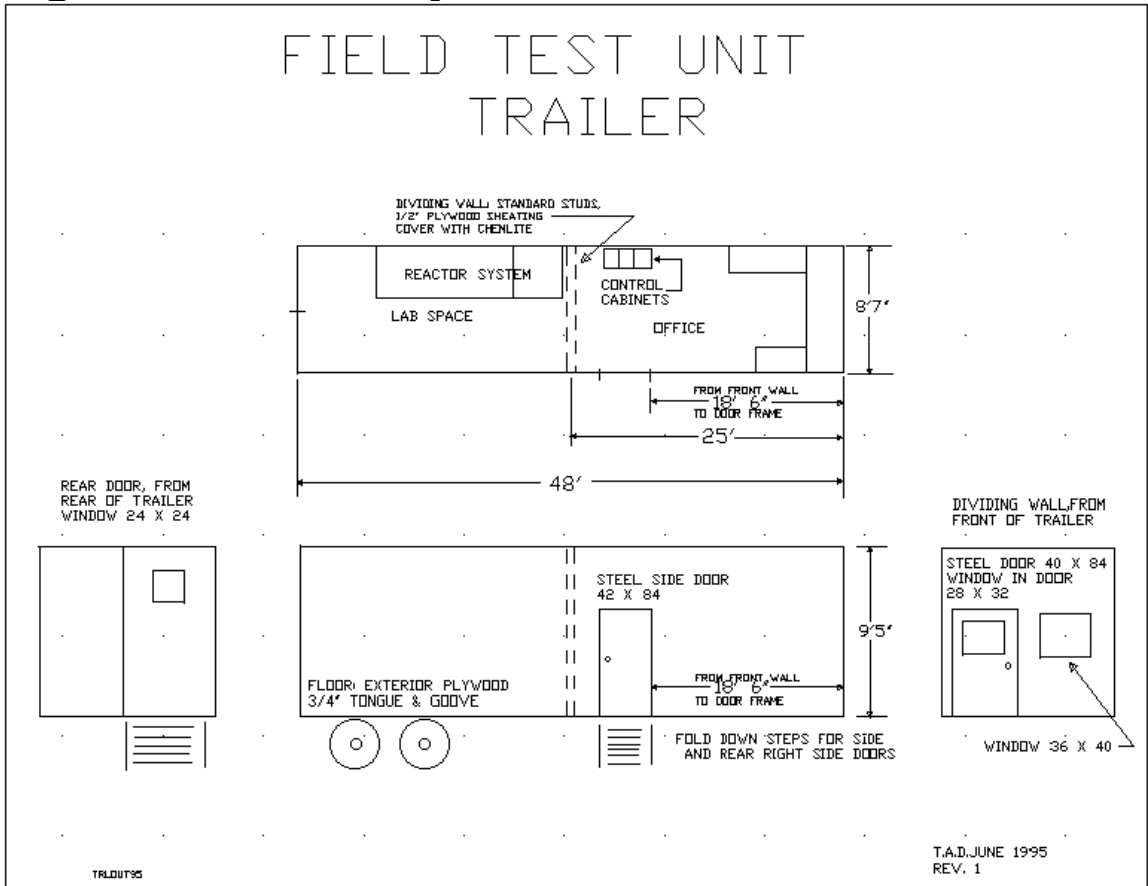 FIELD TEST UNIT
TRAILER
DIVIDING WALL: STANDARD STUDS,
1/2" PLYWOOD SHEATING
COVER WITH CHEMLITE
REACTOR SYSTEM
LAB SPACE
CONTROL
CABINETS
OFFICE
8'7"
FROM FRONT WALL
18' 6"
TO DOOR FRAME
25'
48'
REAR DOOR, FROM
REAR OF TRAILER
WINDOW 24 X 24
DIVIDING WALL,FROM
FRONT OF TRAILER
STEEL SIDE DOOR
42 X 84
STEEL DOOR 40 X 84
WINDOW IN DOOR
28 X 32
9'5"
FLOOR: EXTERIOR PLYWOOD
3/4" TONGUE & GOOVE
FROM FRONT WALL
18' 6"
TO DOOR FRAME
FOLD DOWN STEPS FOR SIDE
AND REAR RIGHT SIDE DOORS
WINDOW 36 X 40
T.A.D.JUNE 1995
REV. 1
TRLOUT95